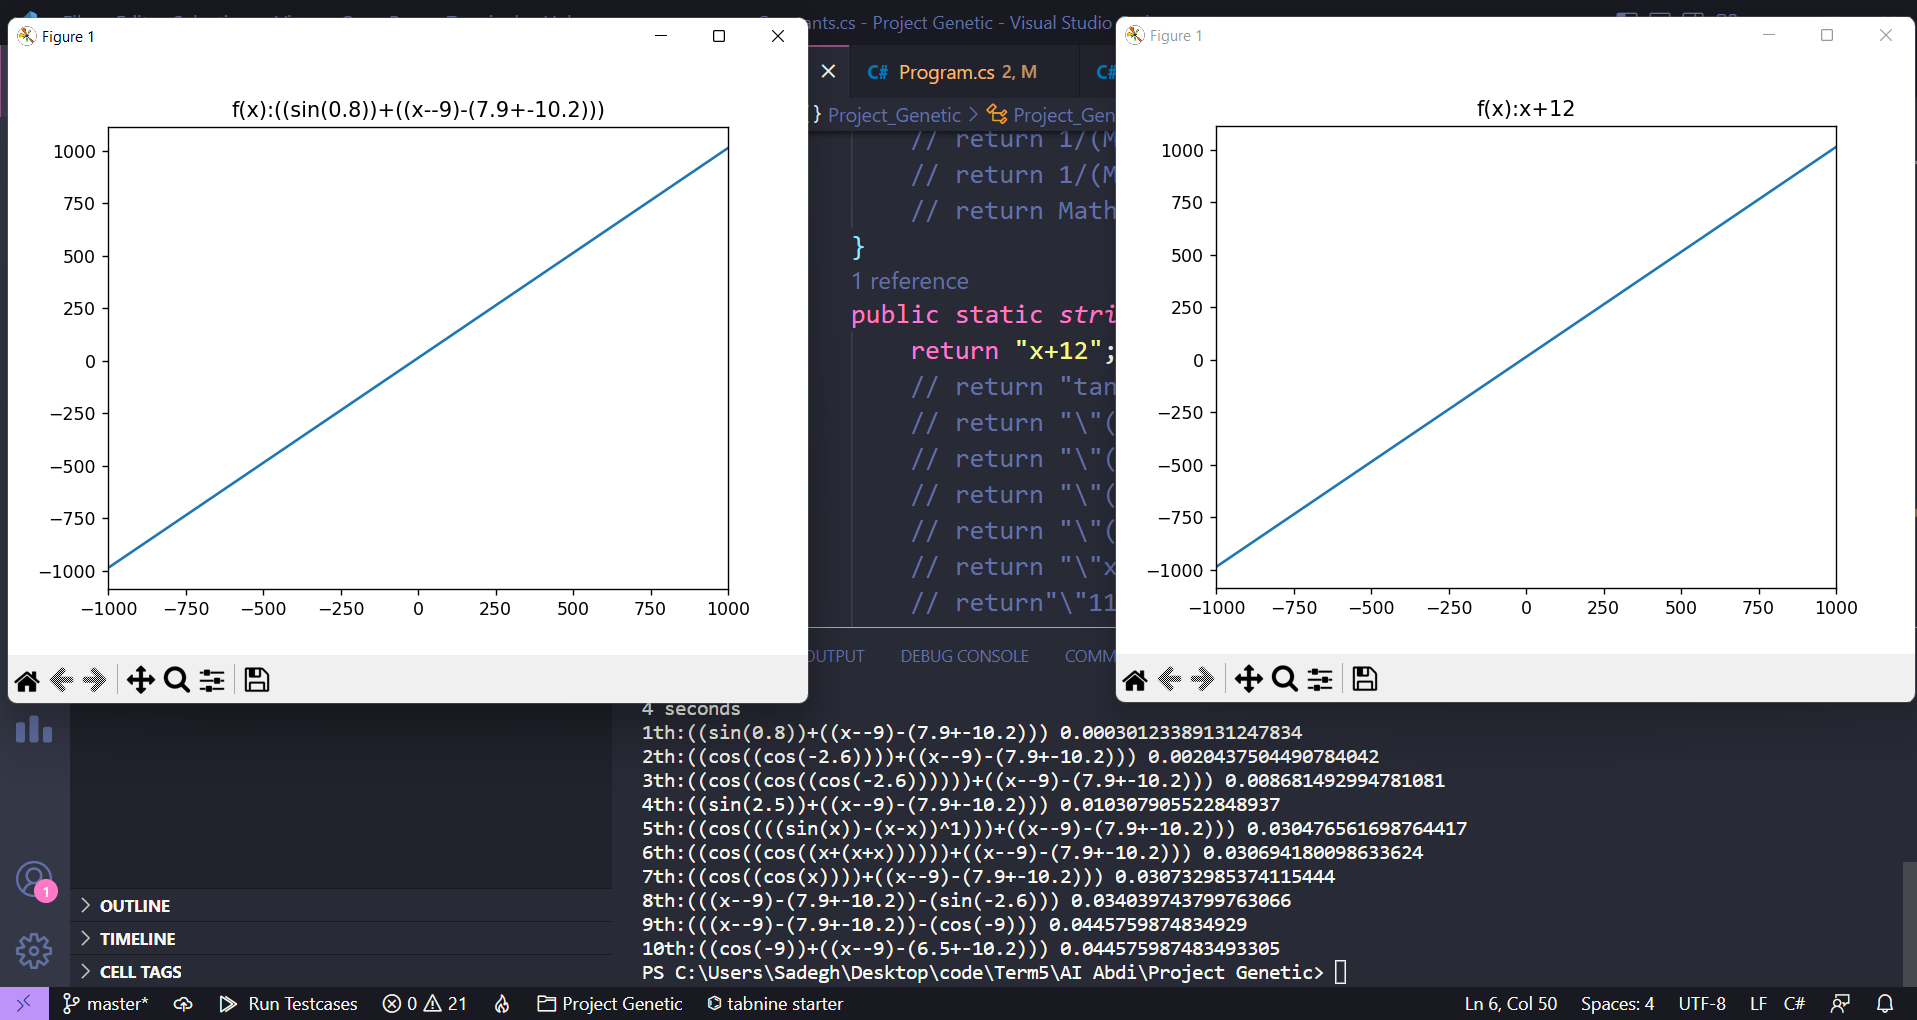 ants.cs - Project Genetic - Visual Studio
Figure 1
f(x):((sin(0.8))+((x--9)-(7.9+-10.2)))
1000
750
500
250
0
−250
−500
−750
−1000
−1000 −750 −500 −250 0 250 500 750 1000
Figure 1
f(x):x+12
1000
750
500
250
0
−250
−500
−750
−1000
−1000 −750 −500 −250 0 250 500 750 1000
C# Program.cs 2, M C#
} Project_Genetic > Project_Gen
// return 1/(M
// return 1/(M
// return Math
}
1 reference
public static stri
return "x+12";
// return "tan
// return "\"(
// return "\"(
// return "\"(
// return "\"(
// return "\"x
// return"\"11
OUTPUT DEBUG CONSOLE COMM
4 seconds
1th:((sin(0.8))+((x--9)-(7.9+-10.2))) 0.00030123389131247834
2th:((cos((cos(-2.6))))+((x--9)-(7.9+-10.2))) 0.0020437504490784042
3th:((cos((cos((cos(-2.6))))))+((x--9)-(7.9+-10.2))) 0.008681492994781081
4th:((sin(2.5))+((x--9)-(7.9+-10.2))) 0.010307905522848937
5th:((cos((((sin(x))-(x-x))^1)))+((x--9)-(7.9+-10.2))) 0.030476561698764417
6th:((cos((cos((x+(x+x))))))+((x--9)-(7.9+-10.2))) 0.030694180098633624
7th:((cos((cos(x))))+((x--9)-(7.9+-10.2))) 0.030732985374115444
8th:(((x--9)-(7.9+-10.2))-(sin(-2.6))) 0.034039743799763066
9th:(((x--9)-(7.9+-10.2))-(cos(-9))) 0.0445759874834929
10th:((cos(-9))+((x--9)-(6.5+-10.2))) 0.044575987483493305
PS C:\Users\Sadegh\Desktop\code\Term5\AI Abdi\Project Genetic>
1
OUTLINE
TIMELINE
CELL TAGS
master* Run Testcases 0 21 Project Genetic tabnine starter Ln 6, Col 50 Spaces: 4 UTF-8 LF C#